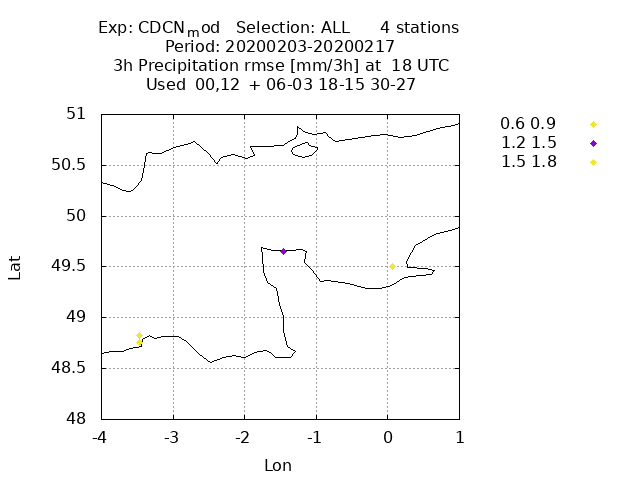 Exp: CDCN_mod   Selection: ALL      4 stations
Period: 20200203-20200217
3h Precipitation rmse [mm/3h] at  18 UTC
Used  00,12  + 06-03 18-15 30-27
0.6 0.9
1.2 1.5
1.5 1.8
51
50.5
50
49.5
49
48.5
48
Lat
-4 -3 -2 -1 0 1
Lon